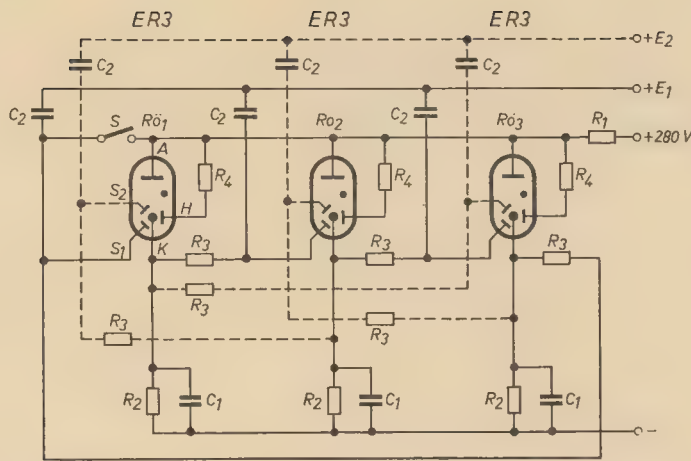 ER3 ER3 ER3
+E2
C2 C2 C2
+E1
C2 S Rö1 C2 Ro2 C2 Rö3 R1 +280 V
A
S2 H R4 R4 R4
S1 K R3 R3 R3
R3
R3 R3
R2 C1 R2 C1 R2 C1 -